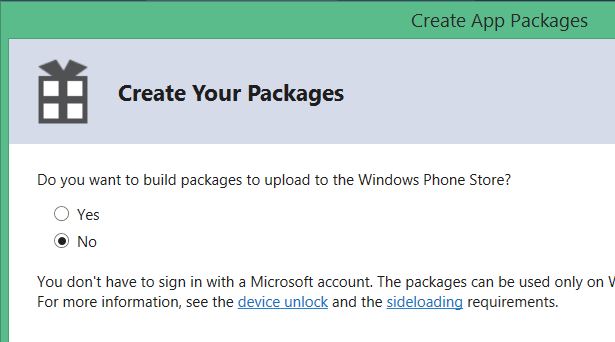 Create App Packages
Create Your Packages
Do you want to build packages to upload to the Windows Phone Store?
Yes
No
You don't have to sign in with a Microsoft account. The packages can be used only on
For more information, see the device unlock and the sideloading requirements.